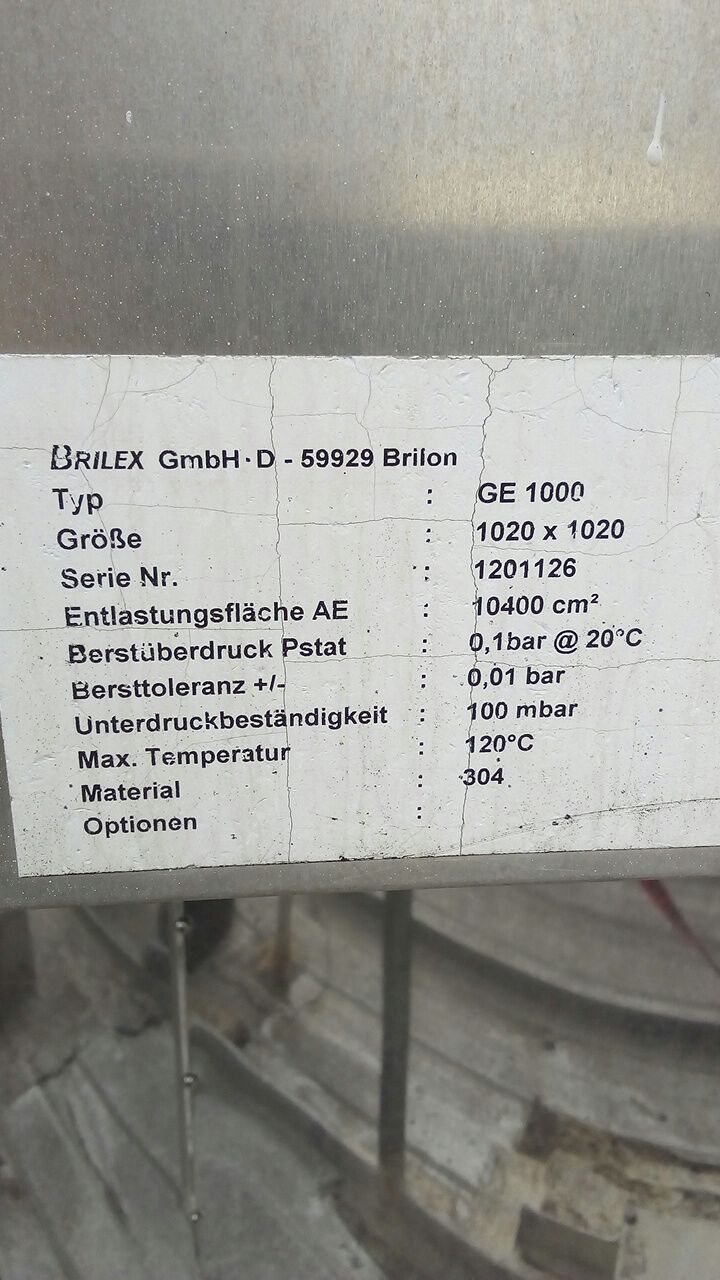 BRILEX GmbH · D - 59929 Brilon
Typ : GE 1000
Größe : 1020 x 1020
Serie Nr. : 1201126
Entlastungsfläche AE : 10400 cm²
Berstüberdruck Pstat : 0,1bar @ 20°C
Bersttoleranz +/- : 0,01 bar
Unterdruckbeständigkeit : 100 mbar
Max. Temperatur : 120°C
Material : 304
Optionen :